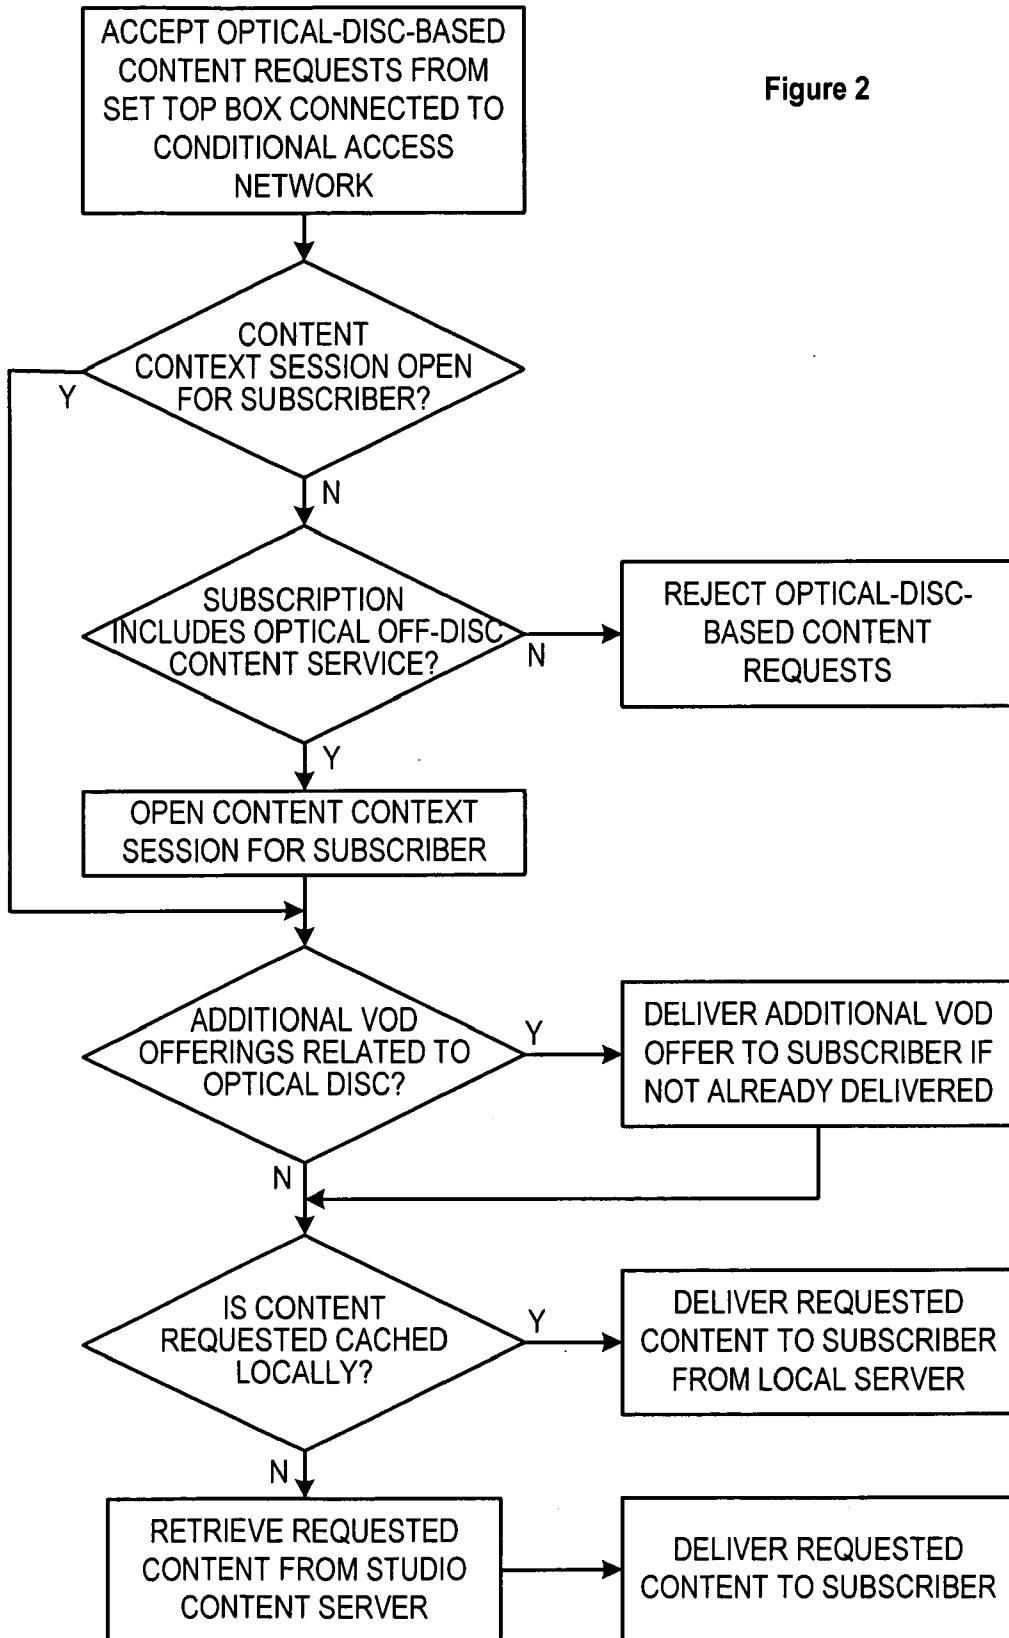 ACCEPT OPTICAL-DISC-BASED
CONTENT REQUESTS FROM
SET TOP BOX CONNECTED TO
CONDITIONAL ACCESS
NETWORK
Figure 2
CONTENT
CONTEXT SESSION OPEN
FOR SUBSCRIBER?
Y
N
SUBSCRIPTION
INCLUDES OPTICAL OFF-DISC
CONTENT SERVICE?
N
REJECT OPTICAL-DISC-
BASED CONTENT
REQUESTS
Y
OPEN CONTENT CONTEXT
SESSION FOR SUBSCRIBER
ADDITIONAL VOD
OFFERINGS RELATED TO
OPTICAL DISC?
Y
DELIVER ADDITIONAL VOD
OFFER TO SUBSCRIBER IF
NOT ALREADY DELIVERED
N
IS CONTENT
REQUESTED CACHED
LOCALLY?
Y
DELIVER REQUESTED
CONTENT TO SUBSCRIBER
FROM LOCAL SERVER
N
RETRIEVE REQUESTED
CONTENT FROM STUDIO
CONTENT SERVER
DELIVER REQUESTED
CONTENT TO SUBSCRIBER